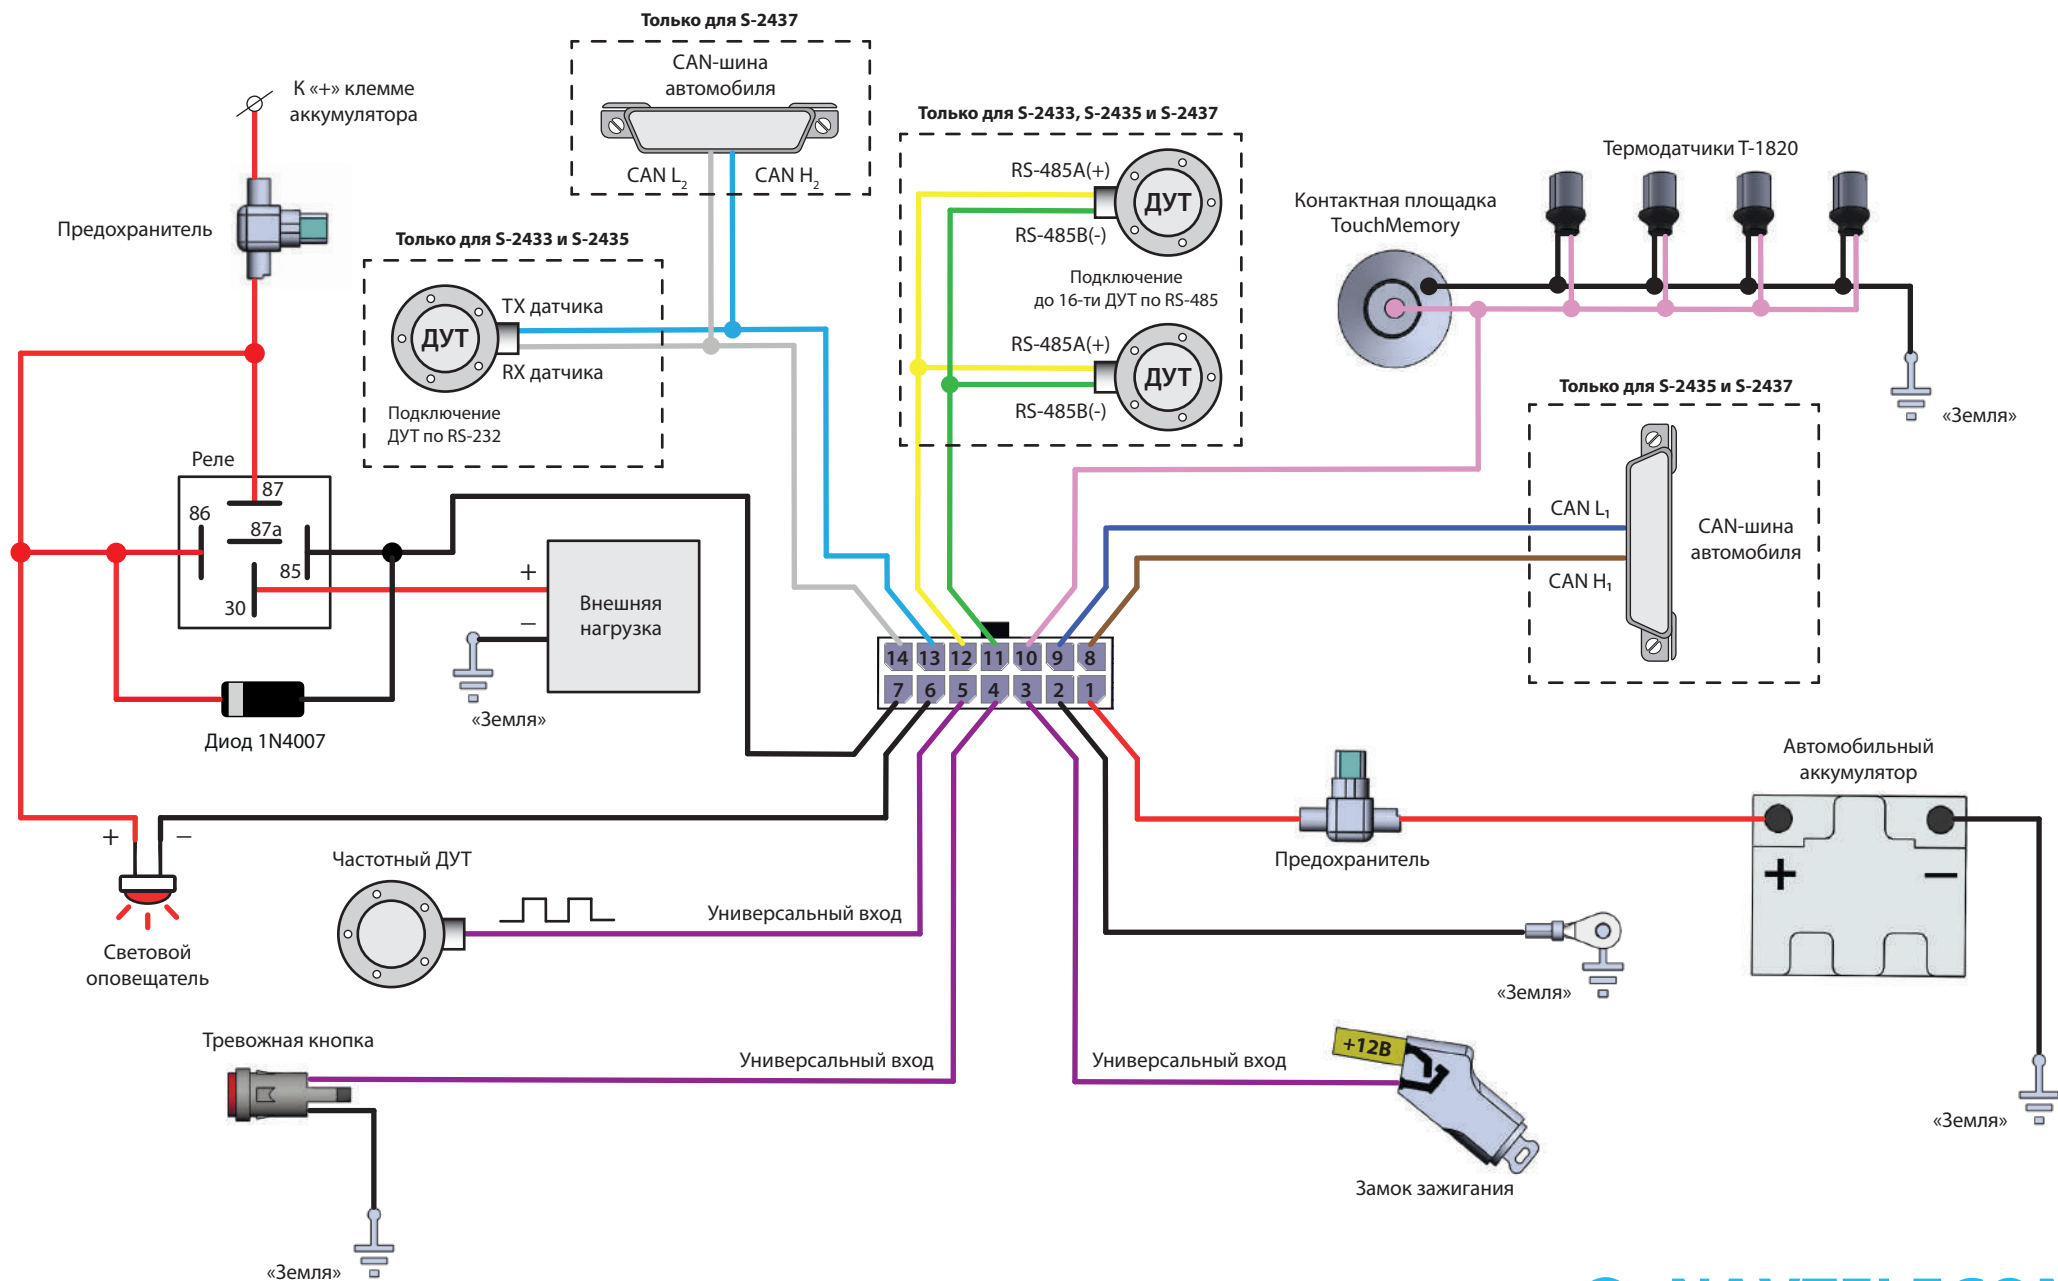 Только для S-2437
CAN-шина
автомобиля
CAN L2
CAN H2
К «+» клемме
аккумулятора
Предохранитель
Только для S-2433 и S-2435
ДУТ
TX датчика
RX датчика
Подключение
ДУТ по RS-232
Только для S-2433, S-2435 и S-2437
RS-485A(+)
ДУТ
RS-485B(-)
Подключение
до 16-ти ДУТ по RS-485
RS-485A(+)
ДУТ
RS-485B(-)
Термодатчики Т-1820
Контактная площадка
TouchMemory
«Земля»
Только для S-2435 и S-2437
CAN L1
CAN H1
CAN-шина
автомобиля
Реле
87
86
87a
85
30
+
−
Внешняя
нагрузка
«Земля»
Диод 1N4007
14 13 12 11 10 9 8
7 6 5 4 3 2 1
+
−
Световой
оповещатель
Частотный ДУТ
Универсальный вход
Тревожная кнопка
Универсальный вход
«Земля»
Универсальный вход
+12В
Замок зажигания
Предохранитель
«Земля»
Автомобильный
аккумулятор
+
−
«Земля»